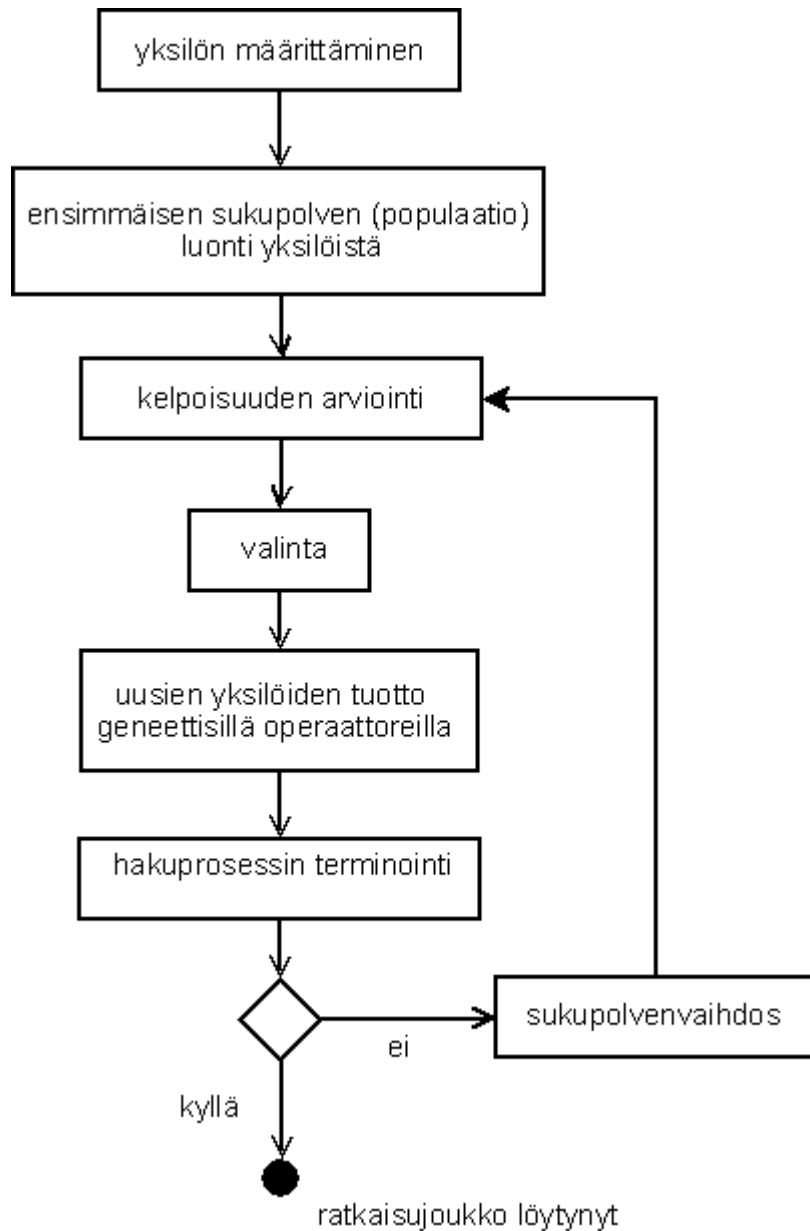 yksilön määrittäminen
ensimmäisen sukupolven (populaatio)
luonti yksilöistä
kelpoisuuden arviointi
valinta
uusien yksilöiden tuotto
geneettisillä operaattoreilla
hakuprosessin terminointi
sukupolvenvaihdos
ei
kyllä
ratkaisujoukko löytynyt